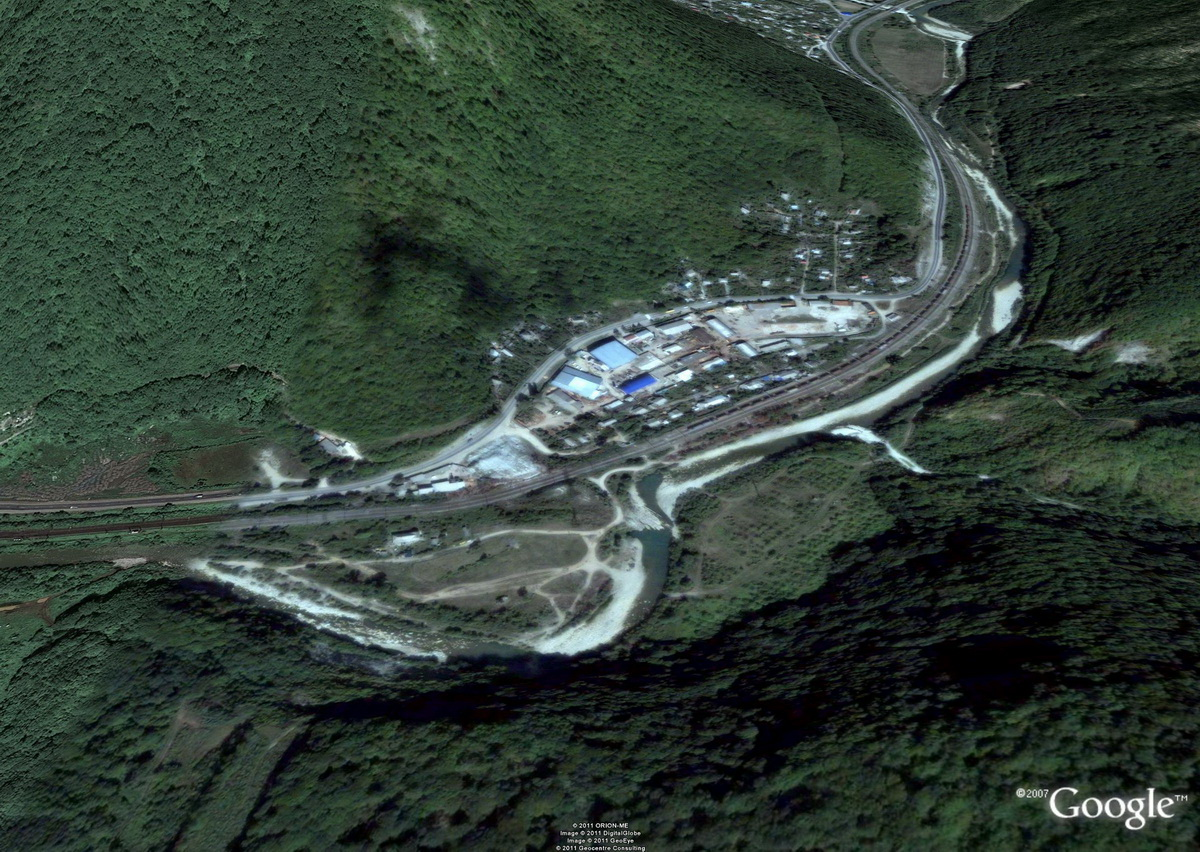 ©2007 Google™
© 2011 ORION-ME
Image © 2011 DigitalGlobe
Image © 2011 GeoEye
© 2011 Geocentre Consulting